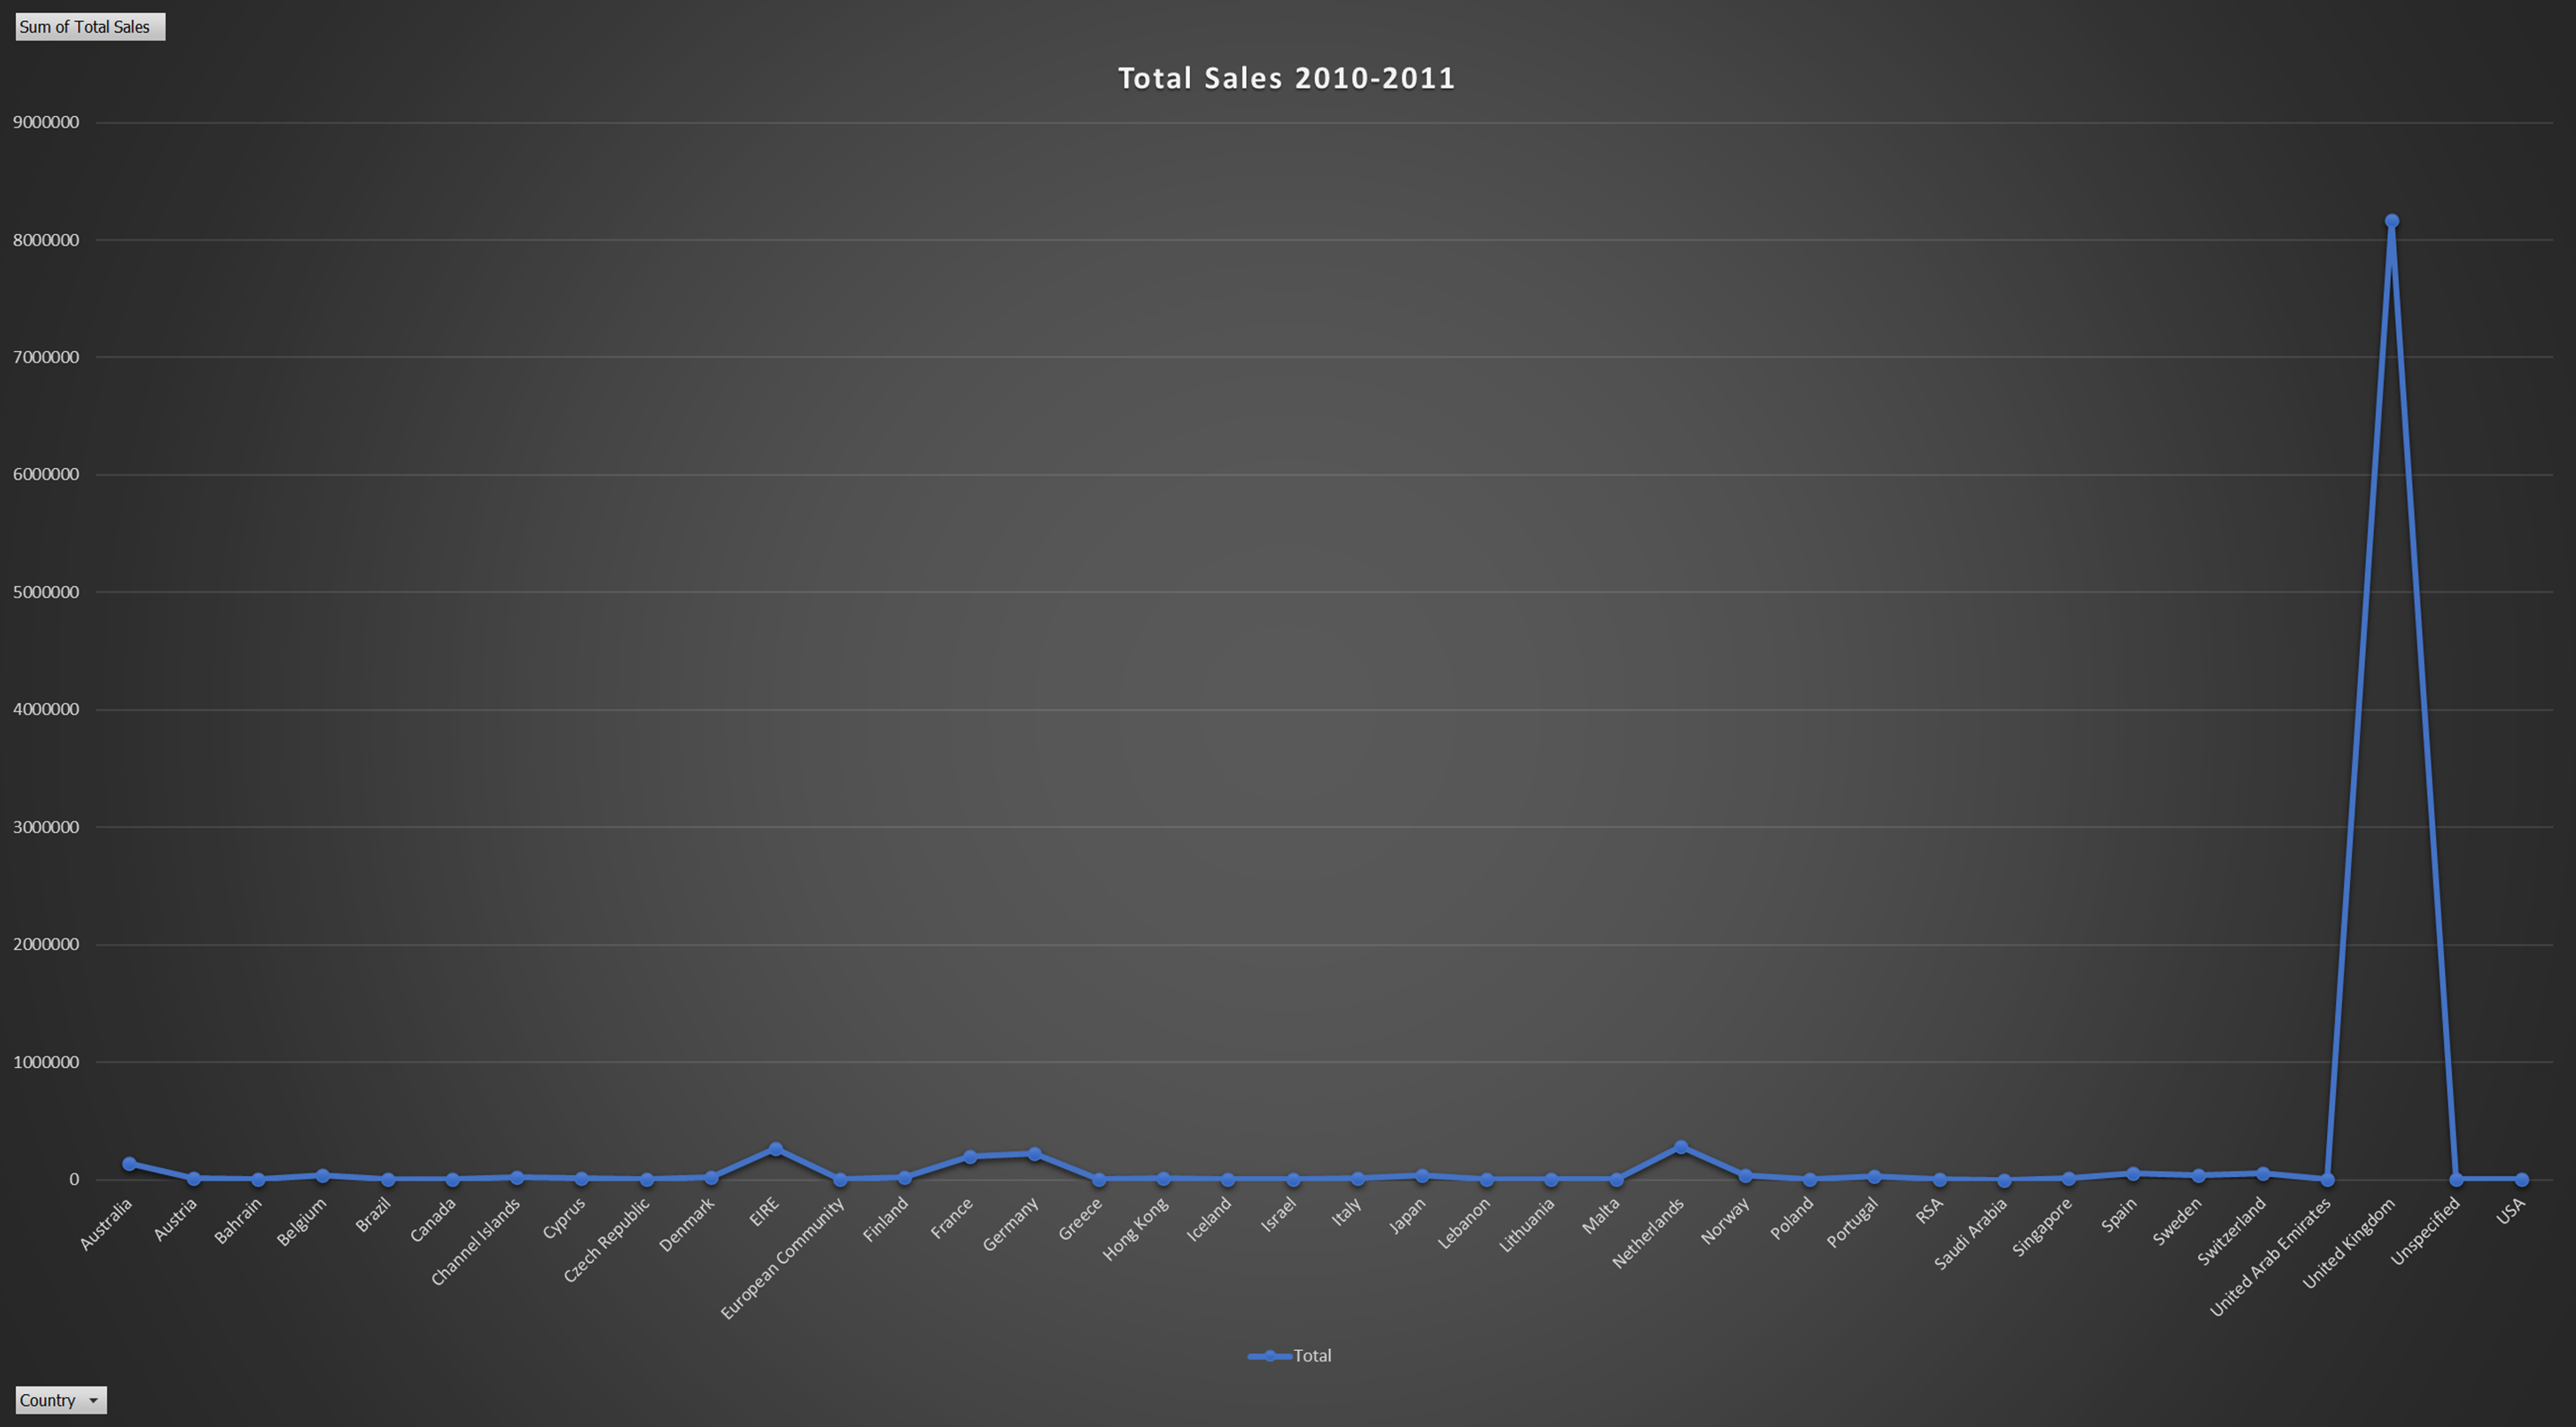 Sum of Total Sales
Total Sales 2010-2011
9000000
8000000
7000000
6000000
5000000
4000000
3000000
2000000
1000000
0
Australia
Austria
Bahrain
Belgium
Brazil
Canada
Channel Islands
Cyprus
Czech Republic
Denmark
EIRE
European Community
Finland
France
Germany
Greece
Hong Kong
Iceland
Israel
Italy
Japan
Lebanon
Lithuania
Malta
Netherlands
Norway
Poland
Portugal
RSA
Saudi Arabia
Singapore
Spain
Sweden
Switzerland
United Arab Emirates
United Kingdom
Unspecified
USA
Total
Country